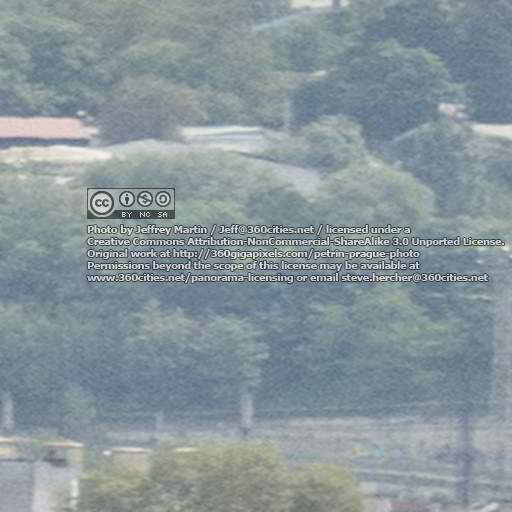 cc BY NC SA
Photo by Jeffrey Martin / Jeff@360cities.net / licensed under a
Creative Commons Attribution-NonCommercial-ShareAlike 3.0 Unported License.
Original work at http://360gigapixels.com/petrin-prague-photo
Permissions beyond the scope of this license may be available at
www.360cities.net/panorama-licensing or email steve.hercher@360cities.net